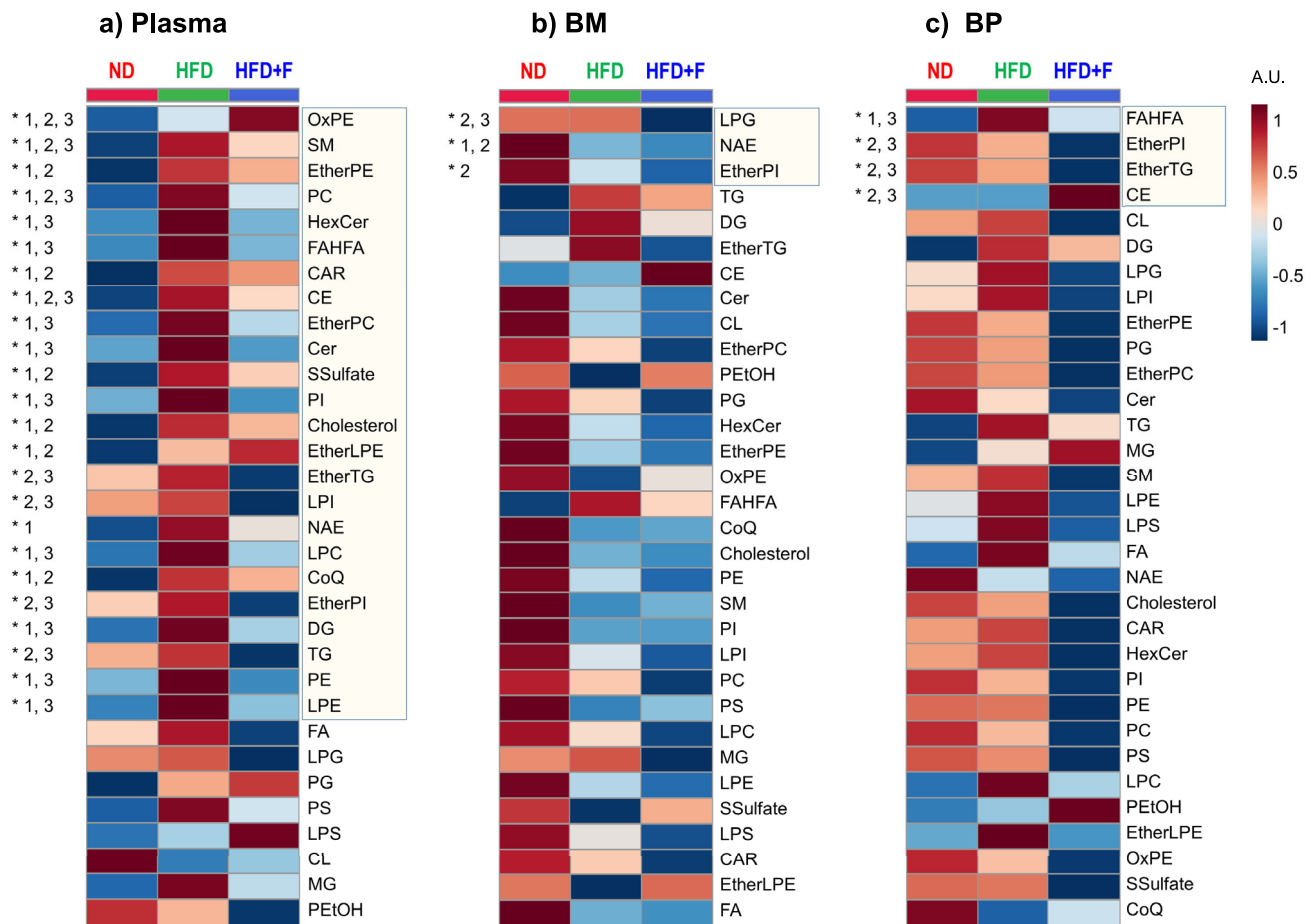 a) Plasma
b) BM
c) BP
ND HFD HFD+F
ND HFD HFD+F
ND HFD HFD+F
A.U.
1
0.5
0
-0.5
-1
* 1, 2, 3 OxPE
* 1, 2, 3 SM
* 1, 2 EtherPE
* 1, 2, 3 PC
* 1, 3 HexCer
* 1, 3 FAHFA
* 1, 2 CAR
* 1, 2, 3 CE
* 1, 3 EtherPC
* 1, 3 Cer
* 1, 2 SSulfate
* 1, 3 PI
* 1, 2 Cholesterol
* 1, 2 EtherLPE
* 2, 3 EtherTG
* 2, 3 LPI
* 1 NAE
* 1, 3 LPC
* 1, 2 CoQ
* 2, 3 EtherPI
* 1, 3 DG
* 2, 3 TG
* 1, 3 PE
* 1, 3 LPE
FA
LPG
PG
PS
LPS
CL
MG
PEtOH
* 2, 3 LPG
* 1, 2 NAE
* 2 EtherPI
TG
DG
EtherTG
CE
Cer
CL
EtherPC
PEtOH
PG
HexCer
EtherPE
OxPE
FAHFA
CoQ
Cholesterol
PE
SM
PI
LPI
PC
PS
LPC
MG
LPE
SSulfate
LPS
CAR
EtherLPE
FA
* 1, 3 FAHFA
* 2, 3 EtherPI
* 2, 3 EtherTG
* 2, 3 CE
CL
DG
LPG
LPI
EtherPE
PG
EtherPC
Cer
TG
MG
SM
LPE
LPS
FA
NAE
Cholesterol
CAR
HexCer
PI
PE
PC
PS
LPC
PEtOH
EtherLPE
OxPE
SSulfate
CoQ